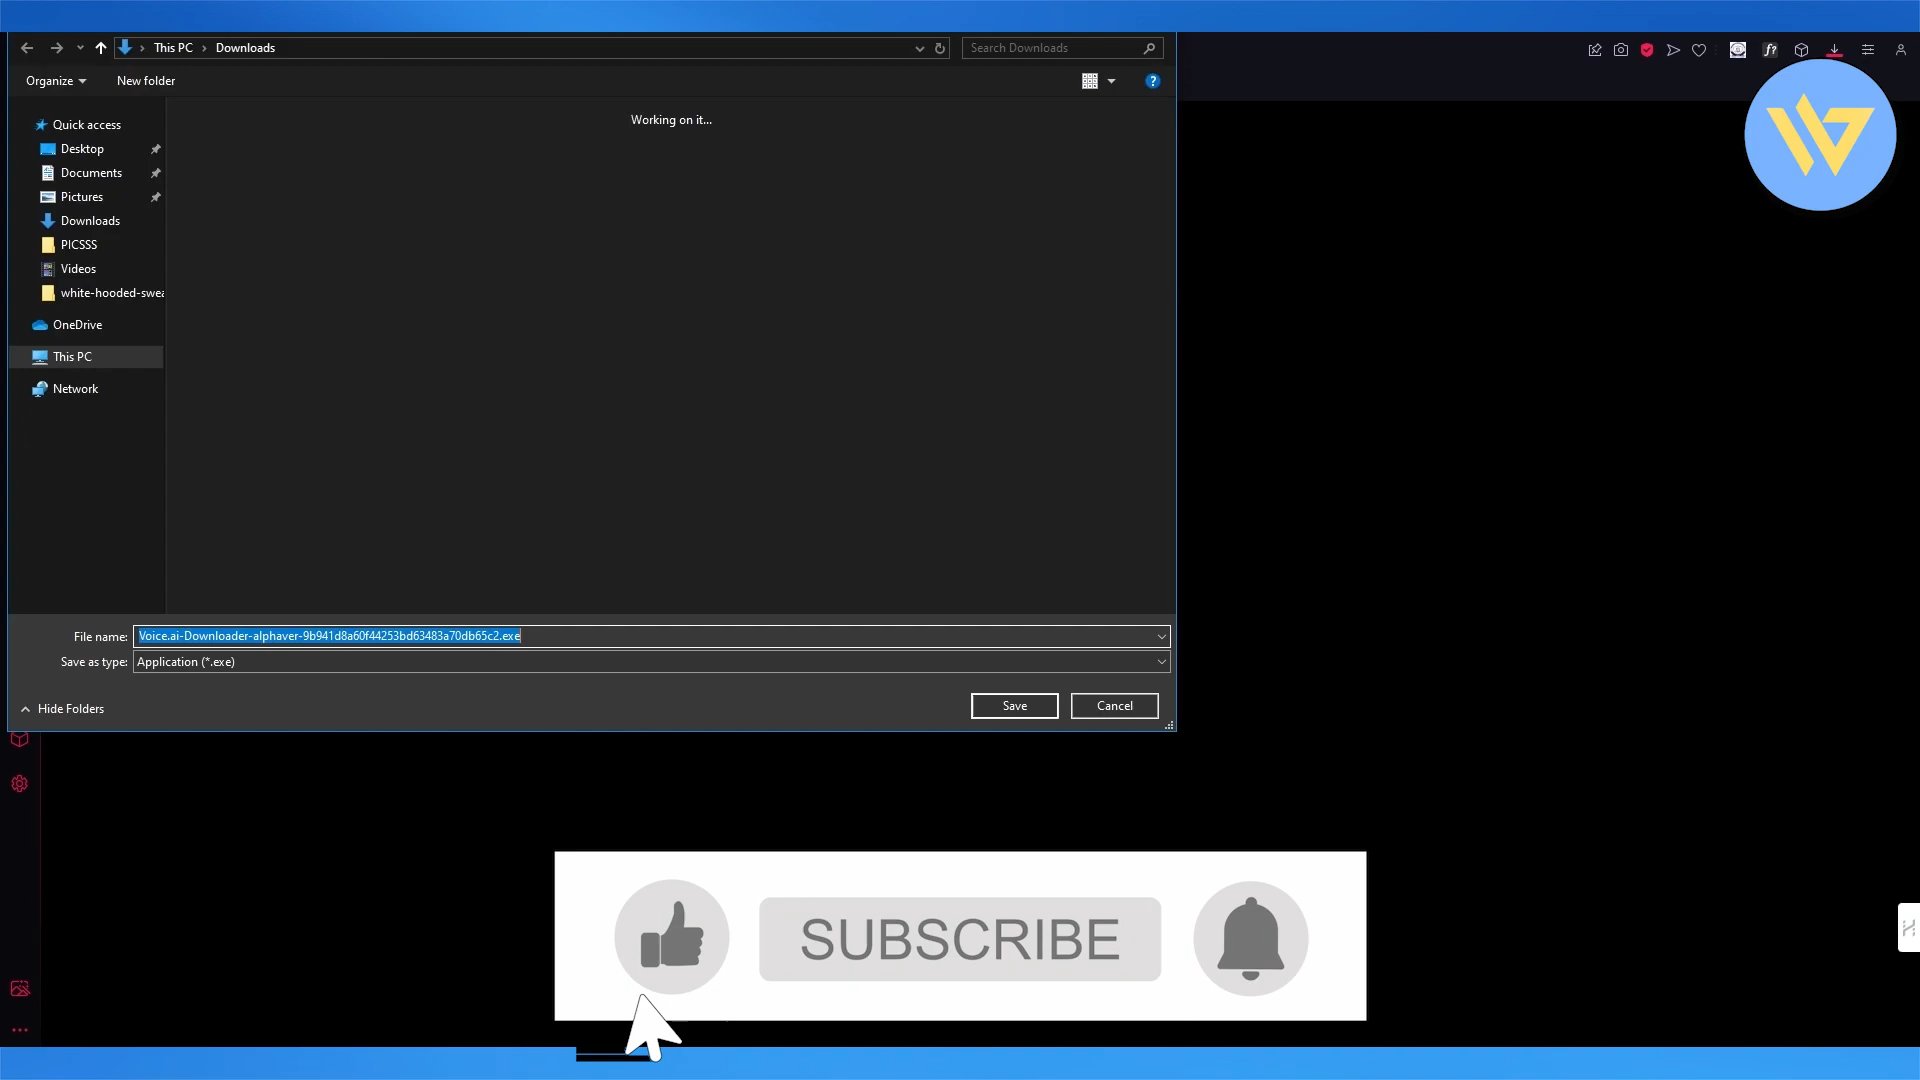 This PC
Downloads
Search Downloads
Organize
New folder
?
f?
Working on it...
Quick access
Desktop
Documents
Pictures
Downloads
PICSSS
Videos
white-hooded-swea
OneDrive
This PC
Network
File name:
Voice.ai-Downloader-alphaver-9b941d8a60f44253bd63483a70db65c2.exe
Save as type:
Application (*.exe)
Hide Folders
Save
Cancel
SUBSCRIBE